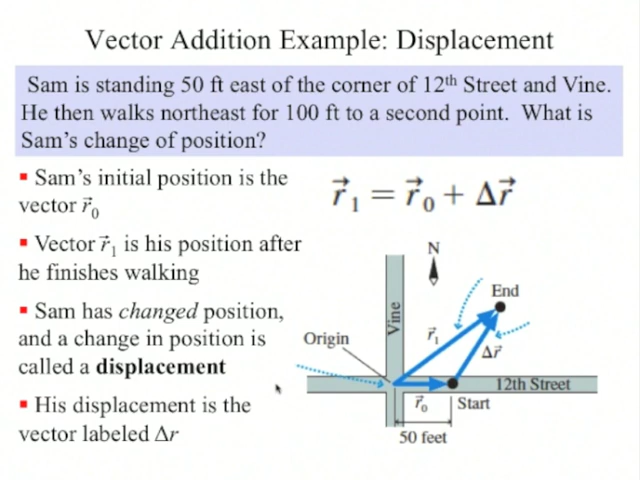 Vector Addition Example: Displacement
Sam is standing 50 ft east of the corner of 12th Street and Vine.
He then walks northeast for 100 ft to a second point. What is
Sam's change of position?
▪ Sam's initial position is the
vector r⃗₀
▪ Vector r⃗₁ is his position after
he finishes walking
▪ Sam has changed position,
and a change in position is
called a displacement
▪ His displacement is the
vector labeled Δr
r⃗₁ = r⃗₀ + Δr⃗
N
End
Vine
Origin
r⃗₁
Δr⃗
12th Street
r⃗₀
Start
50 feet